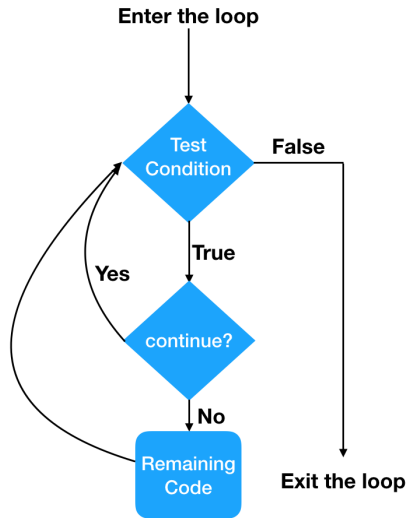 Enter the loop
Test
Condition
False
True
Yes
continue?
No
Remaining
Code
Exit the loop